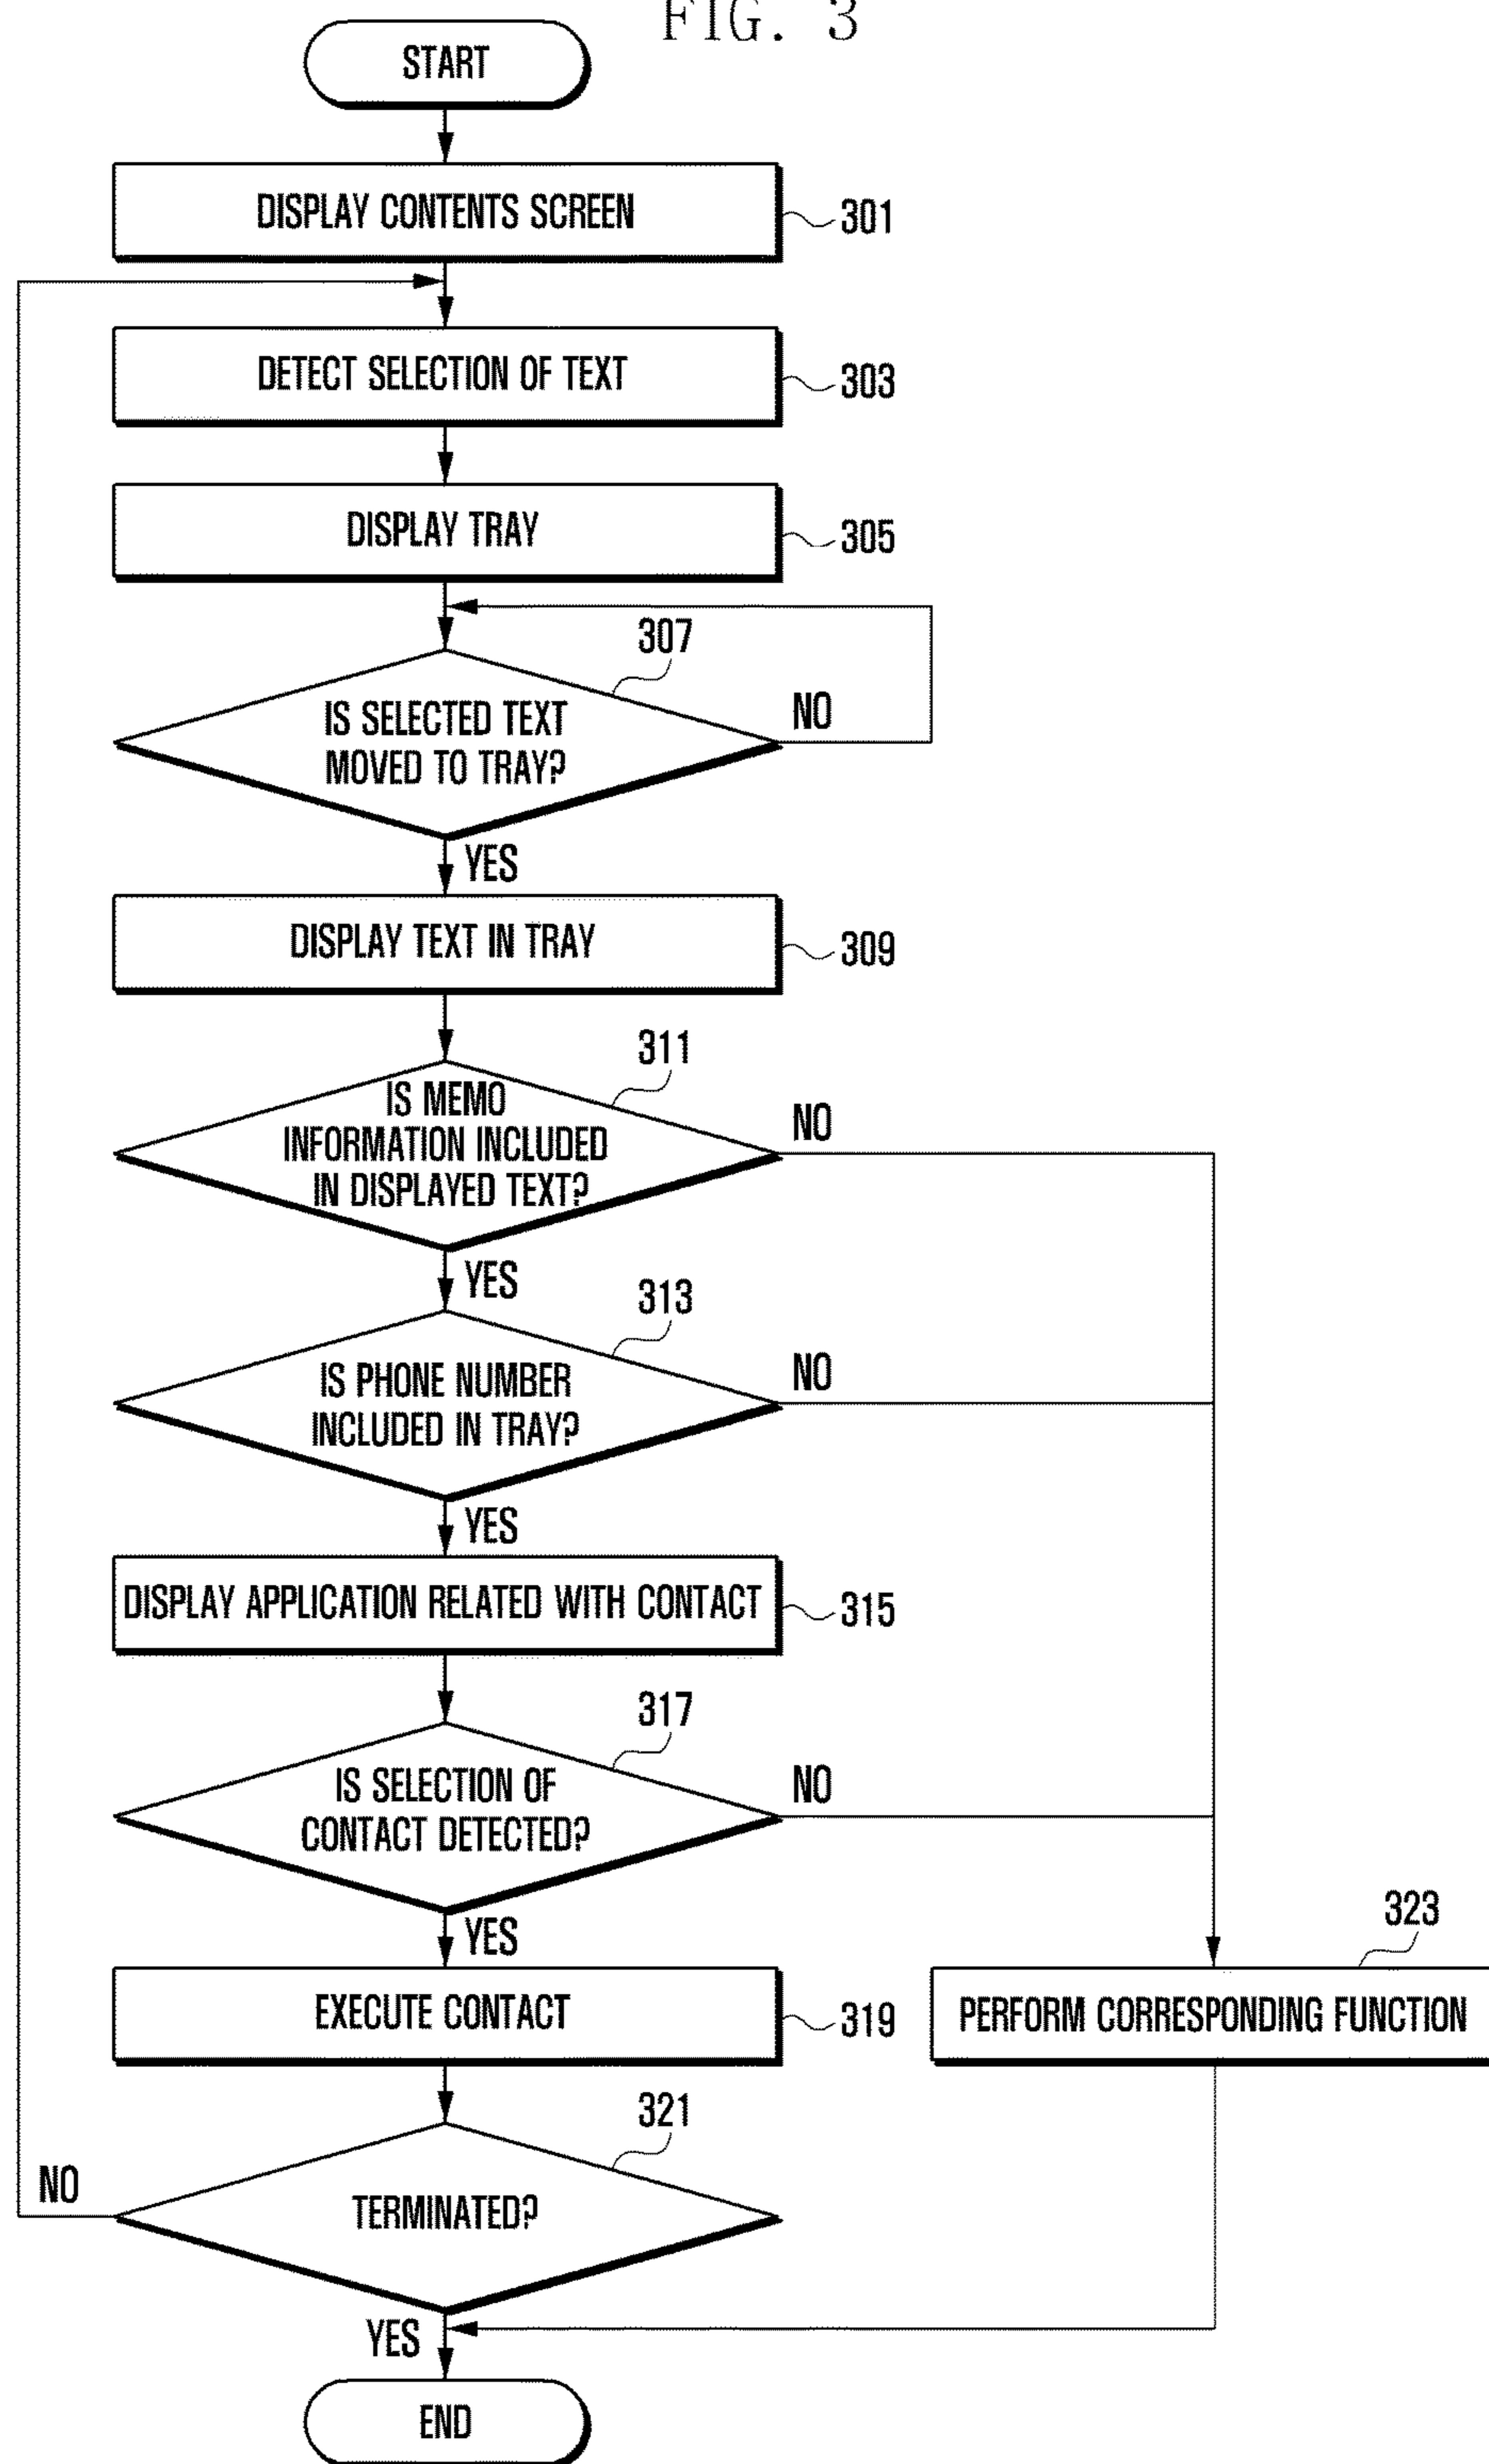 FIG. 3
START
DISPLAY CONTENTS SCREEN
301
DETECT SELECTION OF TEXT
303
DISPLAY TRAY
305
307
IS SELECTED TEXT
MOVED TO TRAY?
NO
YES
DISPLAY TEXT IN TRAY
309
311
IS MEMO
INFORMATION INCLUDED
IN DISPLAYED TEXT?
NO
YES
313
IS PHONE NUMBER
INCLUDED IN TRAY?
NO
YES
DISPLAY APPLICATION RELATED WITH CONTACT
315
317
IS SELECTION OF
CONTACT DETECTED?
NO
YES
323
EXECUTE CONTACT
319
PERFORM CORRESPONDING FUNCTION
321
TERMINATED?
NO
YES
END